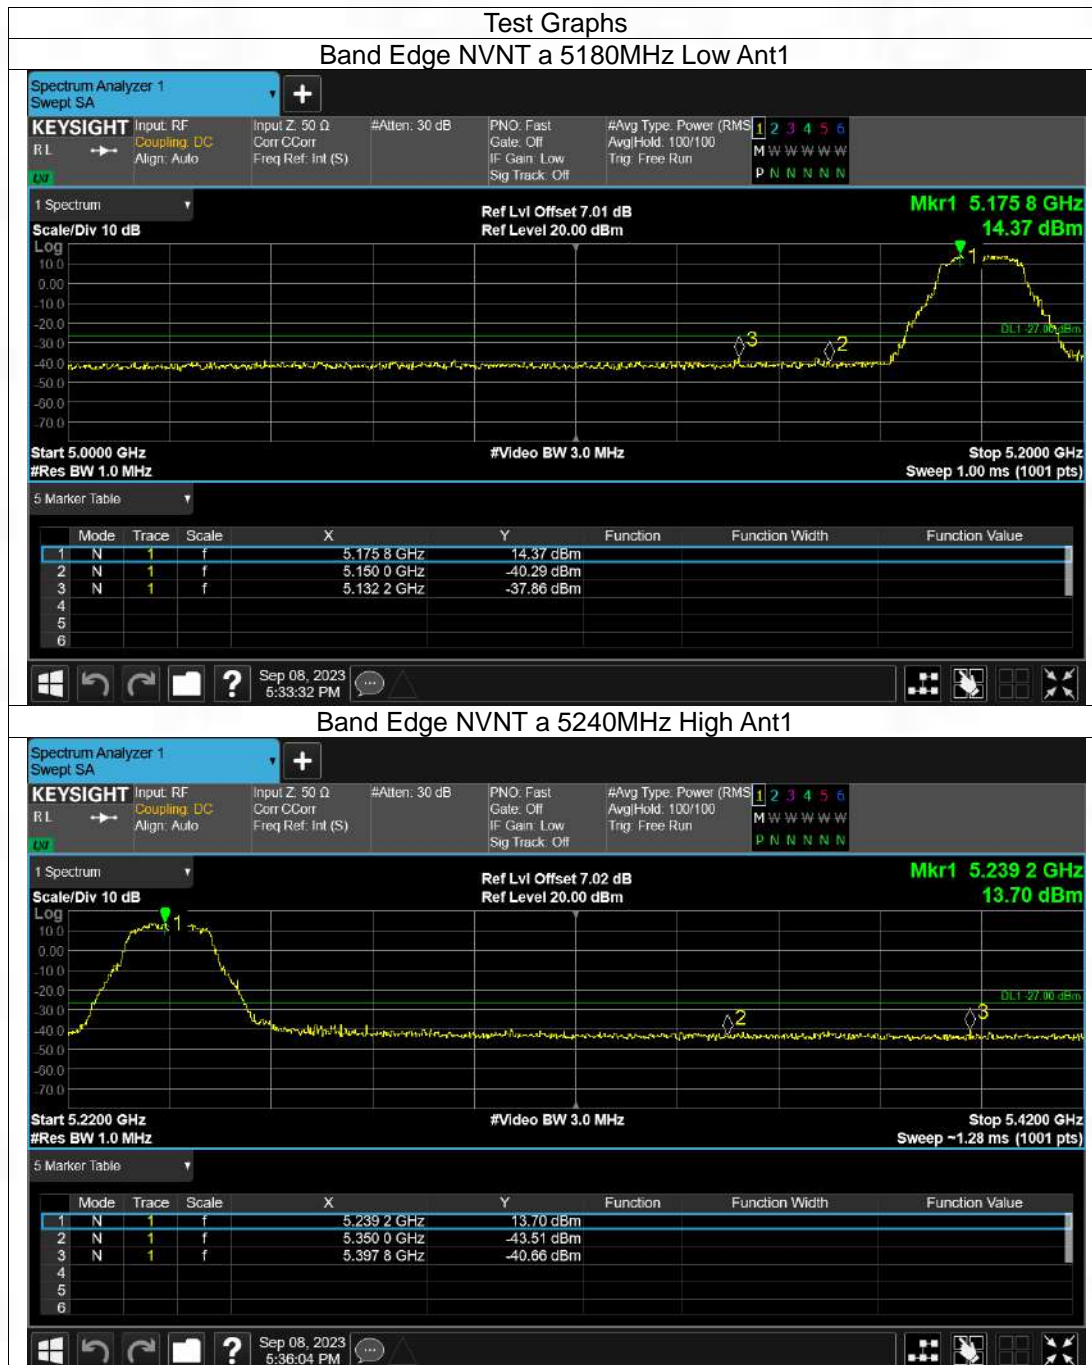 Test Graphs
Band Edge NVNT a 5180MHz Low Ant1
Spectrum Analyzer 1
Swept SA
+
KEYSIGHT Input: RF Input Z: 50 Ω #Atten: 30 dB PNO: Fast #Avg Type: Power (RMS 1 2 3 4 5 6
RL Coupling: DC Corr CCorr Gate: Off Avg|Hold: 100/100 M W W W W W
Align: Auto Freq Ref: Int (S) IF Gain: Low Trig: Free Run
LXI Sig Track: Off P N N N N N
1 Spectrum Ref Lvl Offset 7.01 dB Mkr1 5.175 8 GHz
Scale/Div 10 dB Ref Level 20.00 dBm 14.37 dBm
Log
10.0
0.00
-10.0
-20.0
DL1 -27.00 dBm
-30.0
-40.0
-50.0
-60.0
-70.0
1
3
2
Start 5.0000 GHz #Video BW 3.0 MHz Stop 5.2000 GHz
#Res BW 1.0 MHz Sweep 1.00 ms (1001 pts)
5 Marker Table
Mode Trace Scale X Y Function Function Width Function Value
1 N 1 f 5.175 8 GHz 14.37 dBm
2 N 1 f 5.150 0 GHz -40.29 dBm
3 N 1 f 5.132 2 GHz -37.86 dBm
4
5
6
? Sep 08, 2023
5:33:32 PM
Band Edge NVNT a 5240MHz High Ant1
Spectrum Analyzer 1
Swept SA
+
KEYSIGHT Input: RF Input Z: 50 Ω #Atten: 30 dB PNO: Fast #Avg Type: Power (RMS 1 2 3 4 5 6
RL Coupling: DC Corr CCorr Gate: Off Avg|Hold: 100/100 M W W W W W
Align: Auto Freq Ref: Int (S) IF Gain: Low Trig: Free Run
LXI Sig Track: Off P N N N N N
1 Spectrum Ref Lvl Offset 7.02 dB Mkr1 5.239 2 GHz
Scale/Div 10 dB Ref Level 20.00 dBm 13.70 dBm
Log
10.0
0.00
-10.0
-20.0
DL1 -27.00 dBm
-30.0
-40.0
-50.0
-60.0
-70.0
1
2
3
Start 5.2200 GHz #Video BW 3.0 MHz Stop 5.4200 GHz
#Res BW 1.0 MHz Sweep ~1.28 ms (1001 pts)
5 Marker Table
Mode Trace Scale X Y Function Function Width Function Value
1 N 1 f 5.239 2 GHz 13.70 dBm
2 N 1 f 5.350 0 GHz -43.51 dBm
3 N 1 f 5.397 8 GHz -40.66 dBm
4
5
6
? Sep 08, 2023
5:36:04 PM